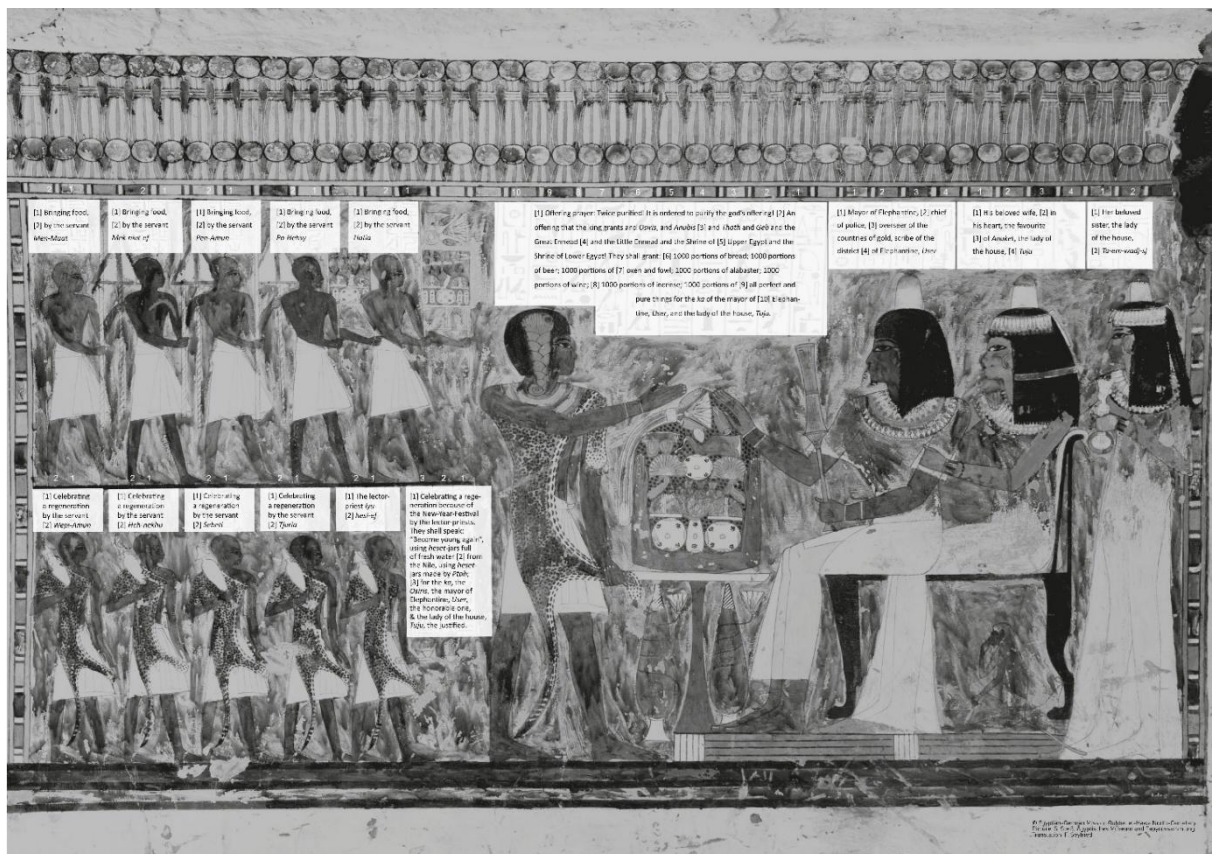 [1] Bringing food,
[2] by the servant
Men-Maat
[1] Bringing food,
[2] by the servant
Mek-mut-ef
[1] Bringing food,
[2] by the servant
Pen-Amun
[1] Bringing food,
[2] by the servant
[1] Bringing food,
[2] by the servant
Hatia
[1] Offering prayer: Twice purified! It is ordered to purify the god's offering! [2] An
offering that the king grants and Osiris, and Anubis [3] and Thoth and Geb and the
Great Ennead [4] and the Little Ennead and the Shrine of [5] Upper Egypt and the
Shrine of Lower Egypt! They shall grant: [6] 1000 portions of bread; 1000 portions
of beer; 1000 portions of [7] oxen and fowl; 1000 portions of alabaster; 1000
portions of wine; [8] 1000 portions of incense; 1000 portions of [9] all perfect and
pure things for the ka of the mayor of [10] Elephan-
tine, User, and the lady of the house, Tuja.
[1] Mayor of Elephantine, [2] chief
of police, [3] overseer of the
countries of gold, scribe of the
district [4] of Elephantine, User
[1] His beloved wife, [2] in
his heart, the favourite
[3] of Anuket, the lady of
the house, [4] Tuja
[1] Her beloved
sister, the lady
of the house,
[2] Ta-em-wadj-sj
[1] Celebrating
a regeneration
by the servant
[2] Wepi-Amun
[1] Celebrating
a regeneration
by the servant
[2] Heh-nekhu
[1] Celebrating
a regeneration
by the servant
[2]
[1] Celebrating
a regeneration
by the servant
[2] Tjuria
[1] The lector-
priest Iyu
[2] hesi-ef
[1] Celebrating a rege-
neration because of
the New-Year-Festival
by the lector-priests.
They shall speak:
"Become young again",
using heset-jars full
of fresh water [2] from
the Nile, using heset-
jars made by Ptah;
[3] for the ka, the
Osiris, the mayor of
Elephantine, User,
the honorable one,
& the lady of the house,
Tuja, the justified.